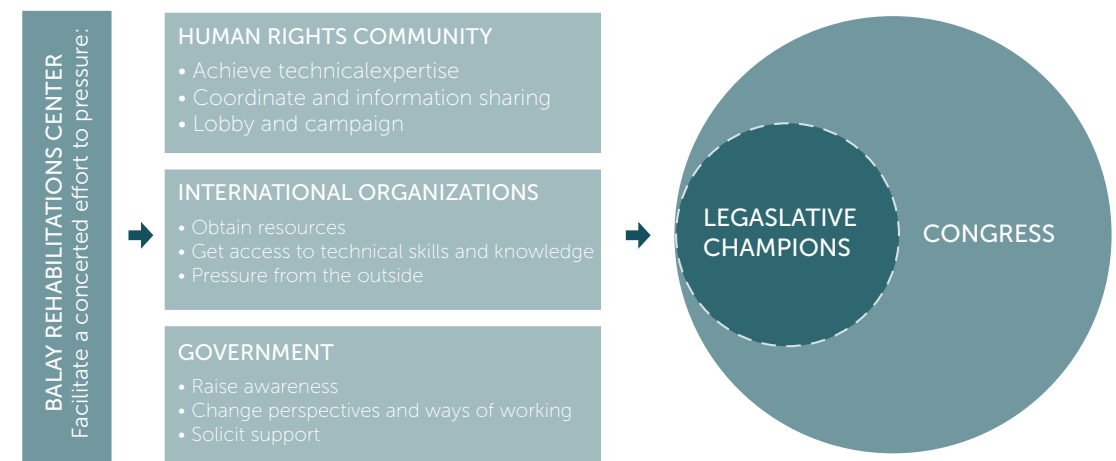 BALAY REHABILITATIONS CENTER
Facilitate a concerted effort to pressure:
HUMAN RIGHTS COMMUNITY
• Achieve technicalexpertise
• Coordinate and information sharing
• Lobby and campaign
INTERNATIONAL ORGANIZATIONS
• Obtain resources
• Get access to technical skills and knowledge
• Pressure from the outside
GOVERNMENT
• Raise awareness
• Change perspectives and ways of working
• Solicit support
LEGASLATIVE
CHAMPIONS
CONGRESS